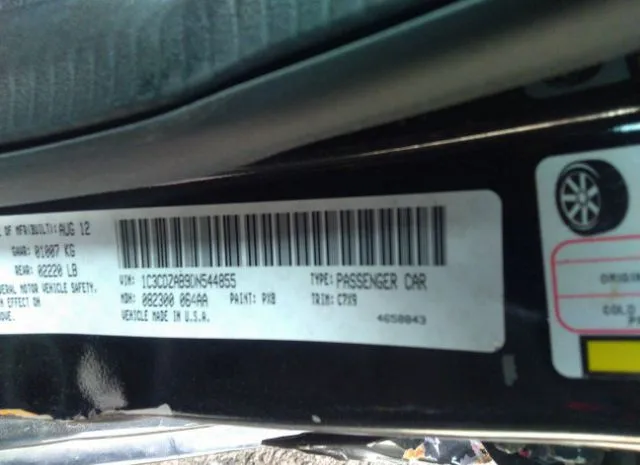 OF MFR(BUILT): AUG 12
GAWR: 01007 KG
REAR: 02220 LB
MOTOR VEHICLE SAFETY,
EFFECT ON
VIN: 1C3CDZAB9DN544855
TYPE: PASSENGER CAR
MDH: 082300 064AA
PAINT: PX8
TRIM: C7X9
VEHICLE MADE IN U.S.A.
4658843
COLD